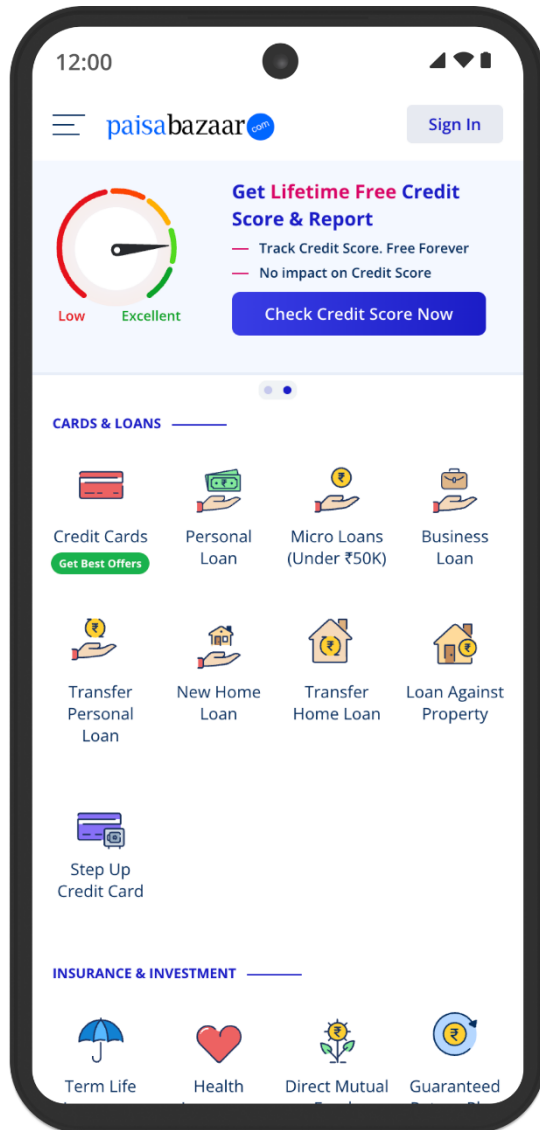 12:00
paisabazaar com
Sign In
Get Lifetime Free Credit
Score & Report
— Track Credit Score. Free Forever
— No impact on Credit Score
Low Excellent
Check Credit Score Now
CARDS & LOANS
Credit Cards
Get Best Offers
Personal
Loan
Micro Loans
(Under ₹50K)
Business
Loan
Transfer
Personal
Loan
New Home
Loan
Transfer
Home Loan
Loan Against
Property
Step Up
Credit Card
INSURANCE & INVESTMENT
Term Life
Health
Direct Mutual
Guaranteed